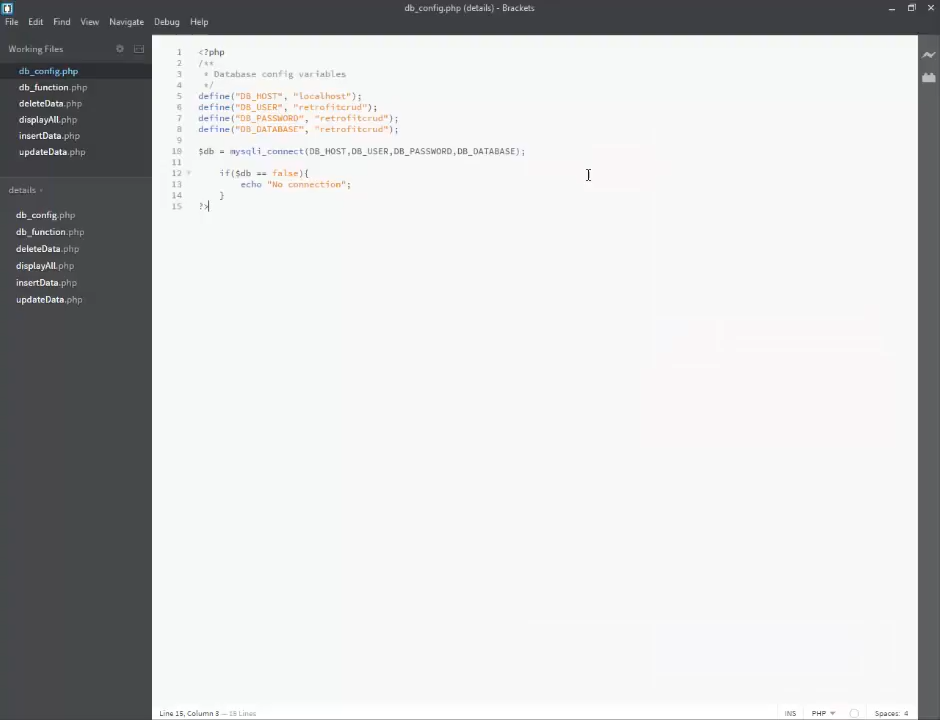 db_config.php (details) - Brackets
File Edit Find View Navigate Debug Help
Working Files
db_config.php
db_function.php
deleteData.php
displayAll.php
insertData.php
updateData.php
details
db_config.php
db_function.php
deleteData.php
displayAll.php
insertData.php
updateData.php
1 <?php
2 /**
3 * Database config variables
4 */
5 define("DB_HOST", "localhost");
6 define("DB_USER", "retrofitcrud");
7 define("DB_PASSWORD", "retrofitcrud");
8 define("DB_DATABASE", "retrofitcrud");
9
10 $db = mysqli_connect(DB_HOST,DB_USER,DB_PASSWORD,DB_DATABASE);
11
12 if($db == false){
13 echo "No connection";
14 }
15 ?>
Line 15, Column 3 — 15 Lines
INS PHP Spaces: 4